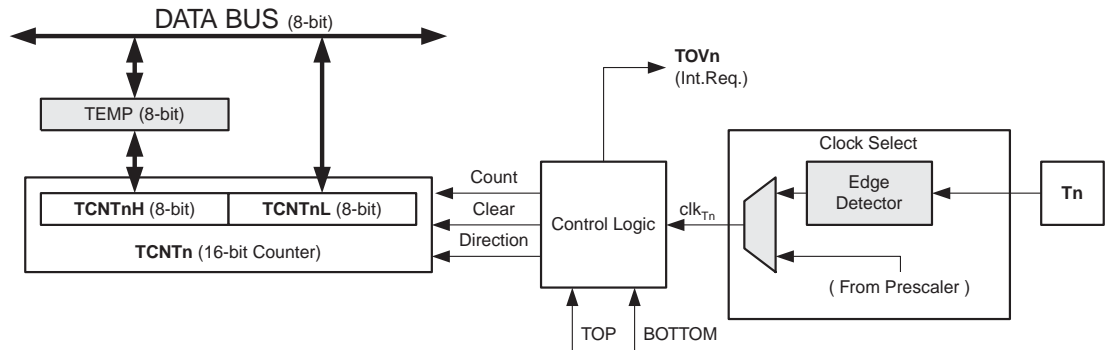 DATA BUS (8-bit)
TOVn
(Int.Req.)
TEMP (8-bit)
Clock Select
Count
Edge
Detector
Tn
TCNTnH (8-bit) TCNTnL (8-bit)
Clear
Control Logic
clkTn
TCNTn (16-bit Counter)
Direction
( From Prescaler )
TOP
BOTTOM